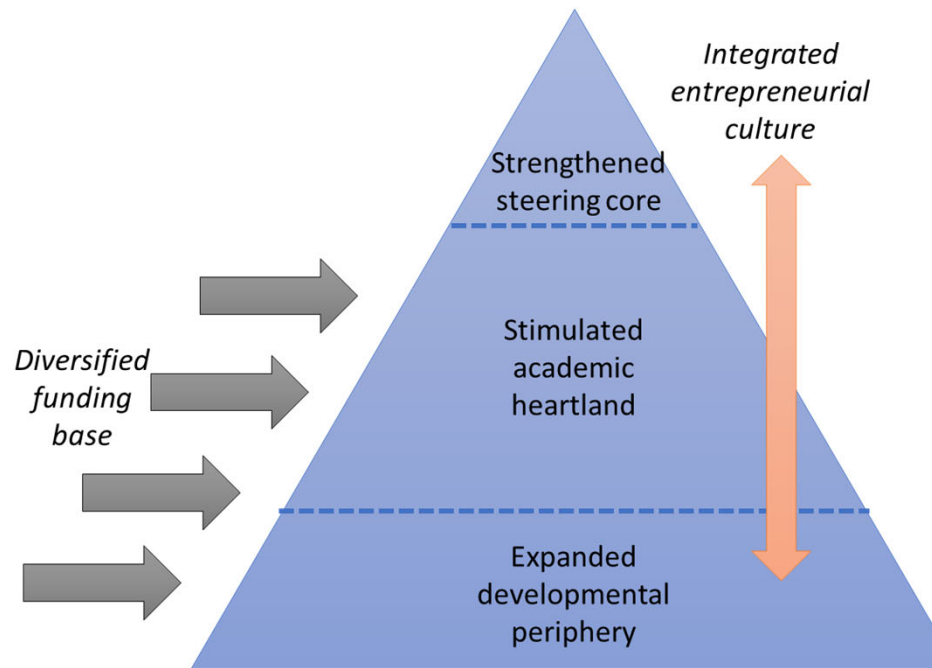 Integrated
entrepreneurial
culture
Strengthened
steering core
Stimulated
academic
heartland
Diversified
funding
base
Expanded
developmental
periphery